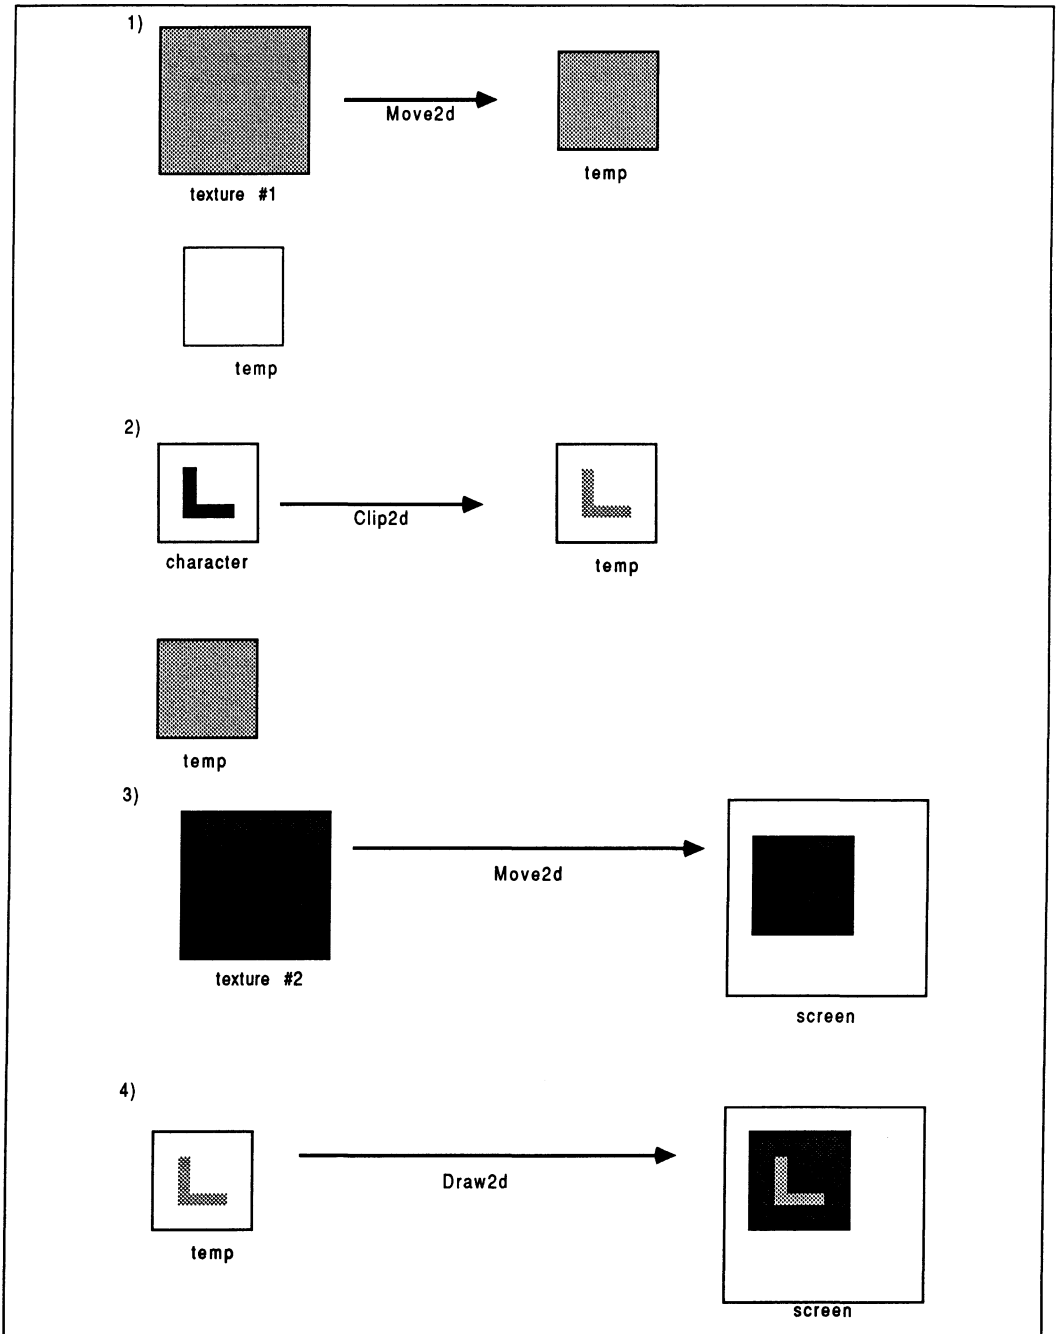 1)
Move2d
temp
texture #1
temp
2)
Clip2d
character
temp
temp
3)
Move2d
texture #2
screen
4)
Draw2d
temp
screen